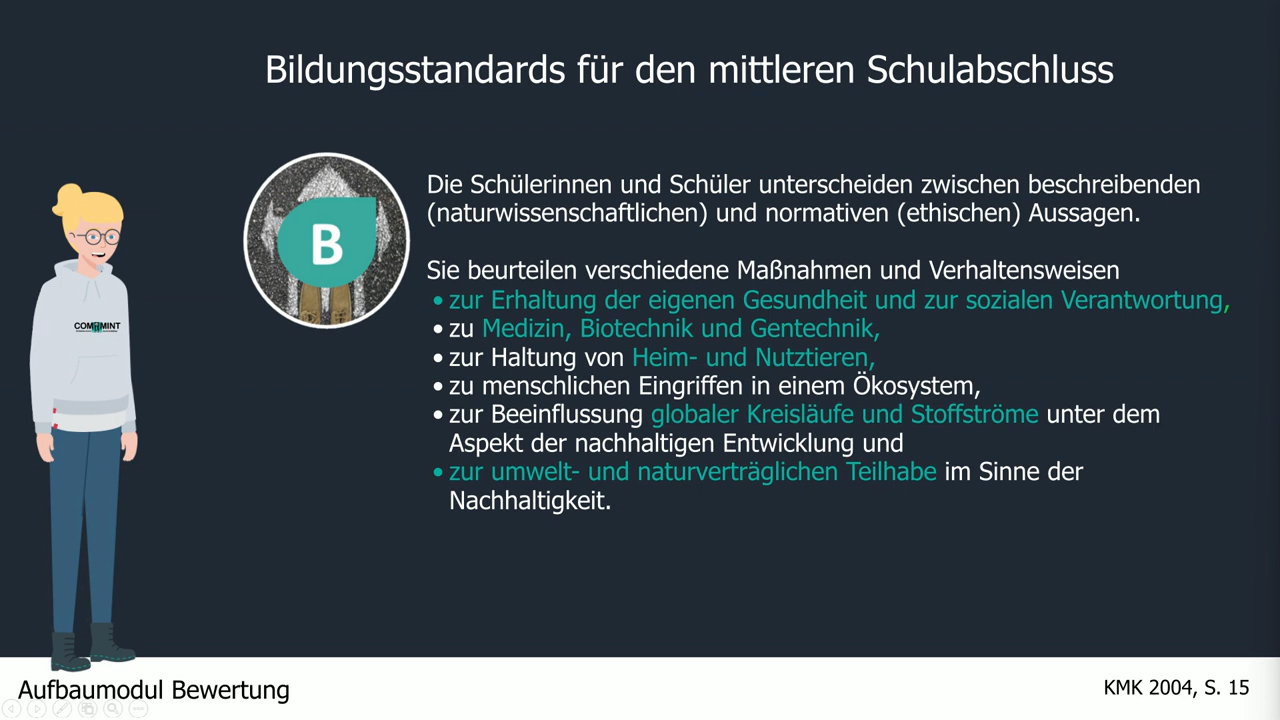 Bildungsstandards für den mittleren Schulabschluss
B
Die Schülerinnen und Schüler unterscheiden zwischen beschreibenden
(naturwissenschaftlichen) und normativen (ethischen) Aussagen.
Sie beurteilen verschiedene Maßnahmen und Verhaltensweisen
• zur Erhaltung der eigenen Gesundheit und zur sozialen Verantwortung,
• zu Medizin, Biotechnik und Gentechnik,
• zur Haltung von Heim- und Nutztieren,
• zu menschlichen Eingriffen in einem Ökosystem,
• zur Beeinflussung globaler Kreisläufe und Stoffströme unter dem
Aspekt der nachhaltigen Entwicklung und
• zur umwelt- und naturverträglichen Teilhabe im Sinne der
Nachhaltigkeit.
Aufbaumodul Bewertung
KMK 2004, S. 15